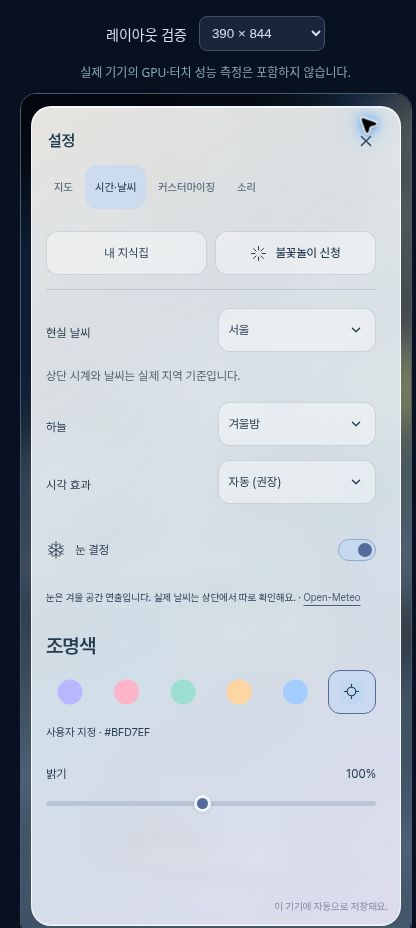 레이아웃 검증
390 × 844
실제 기기의 GPU·터치 성능 측정은 포함하지 않습니다.
설정
지도 시간·날씨 커스터마이징 소리
내 지식집 불꽃놀이 신청
현실 날씨 서울
상단 시계와 날씨는 실제 지역 기준입니다.
하늘 겨울밤
시각 효과 자동 (권장)
눈 결정
눈은 겨울 공간 연출입니다. 실제 날씨는 상단에서 따로 확인해요. · Open-Meteo
조명색
사용자 지정 · #BFD7EF
밝기 100%
이 기기에 자동으로 저장돼요.